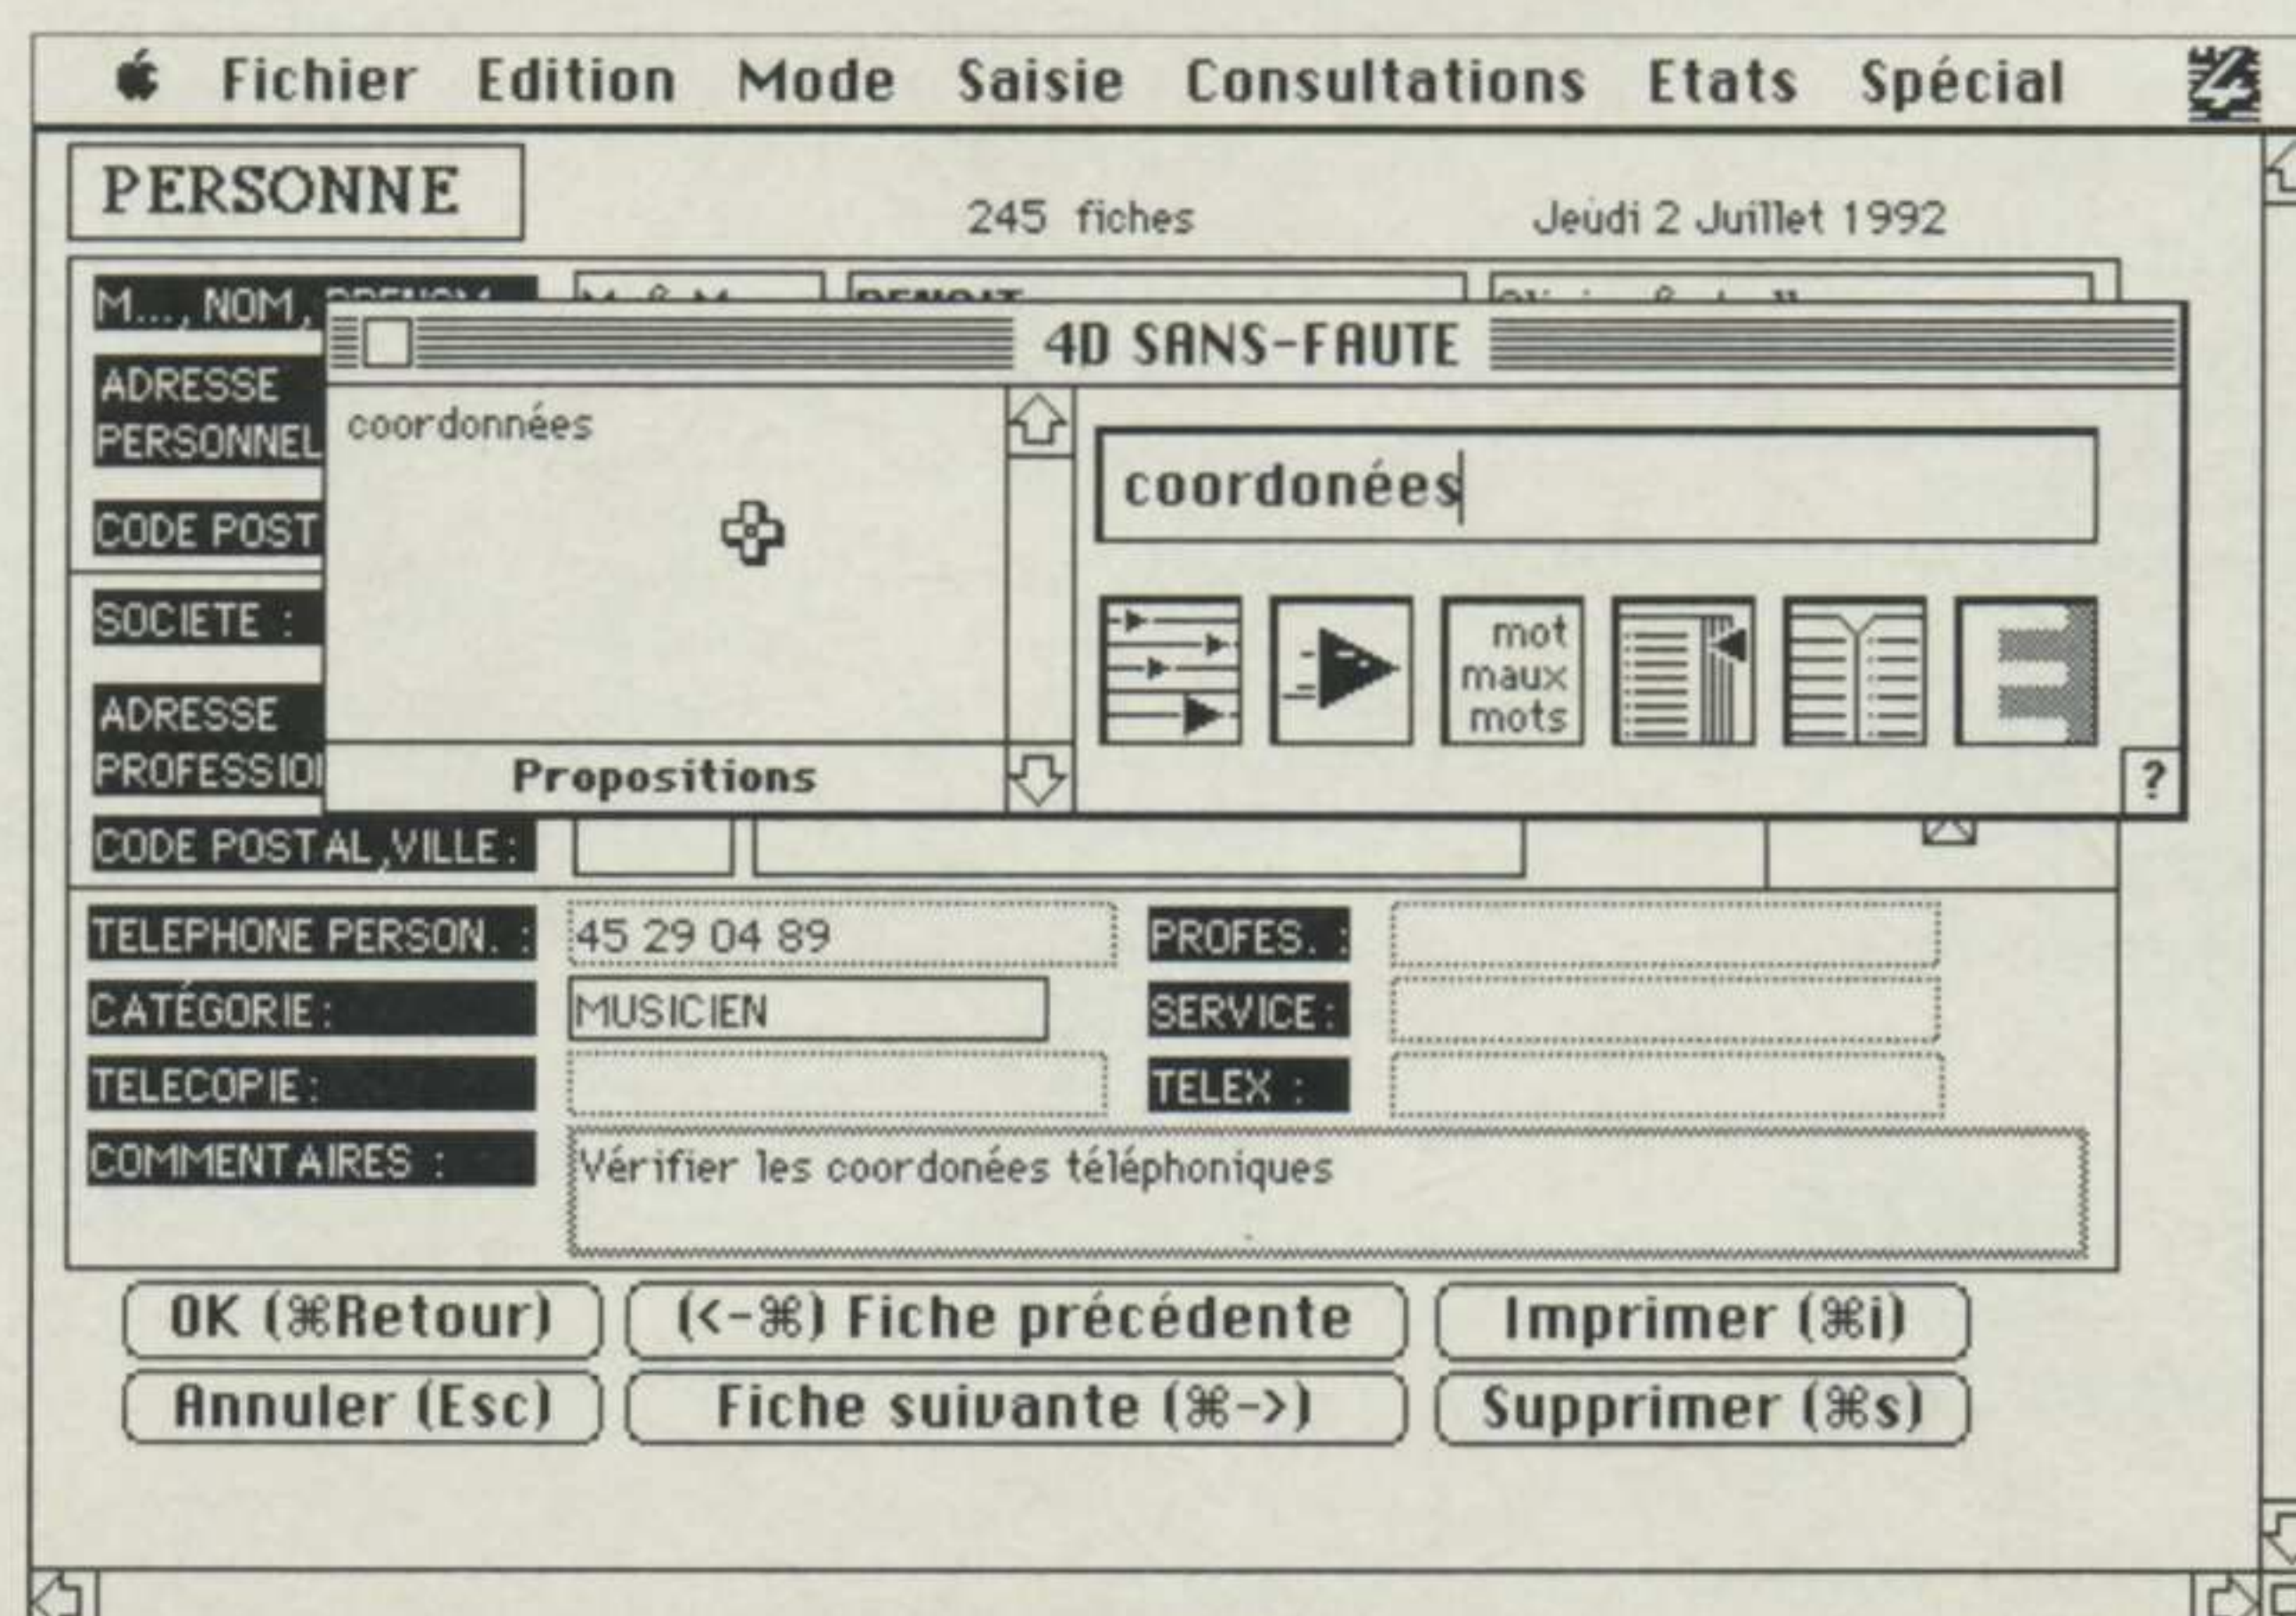 Fichier Edition Mode Saisie Consultations Etats Spécial
PERSONNE
245 fiches
Jeudi 2 Juillet 1992
M..., NOM, PRENOM
BENOIT
4D SANS-FAUTE
ADRESSE
PERSONNEL
coordonnées
coordonées
CODE POST
SOCIETE :
mot
maux
mots
ADRESSE
PROFESSIO
Propositions
?
CODE POSTAL,VILLE:
TELEPHONE PERSON. : 45 29 04 89 PROFES. :
CATÉGORIE: MUSICIEN SERVICE:
TELECOPIE: TELEX :
COMMENTAIRES : Vérifier les coordonées téléphoniques
OK (⌘Retour) (<-⌘) Fiche précédente Imprimer (⌘i)
Annuler (Esc) Fiche suivante (⌘->) Supprimer (⌘s)